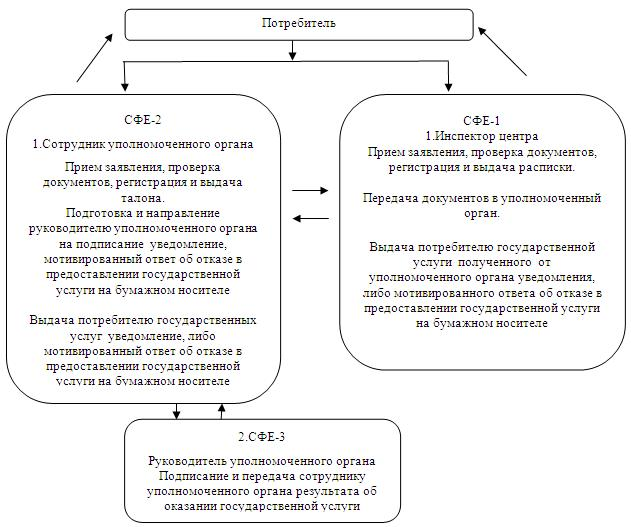 Потребитель
СФЕ-2
1.Сотрудник уполномоченного органа
Прием заявления, проверка
документов, регистрация и выдача
талона.
Подготовка и направление
руководителю уполномоченного органа
на подписание уведомление,
мотивированный ответ об отказе в
предоставлении государственной
услуги на бумажном носителе
Выдача потребителю государственных
услуг уведомление, либо
мотивированный ответ об отказе в
предоставлении государственной
услуги на бумажном носителе
СФЕ-1
1.Инспектор центра
Прием заявления, проверка документов,
регистрация и выдача расписки.
Передача документов в уполномоченный
орган.
Выдача потребителю государственной
услуги полученного от
уполномоченного органа уведомления,
либо мотивированного ответа об отказе в
предоставлении государственной услуги
на бумажном носителе
2.СФЕ-3
Руководитель уполномоченного органа
Подписание и передача сотруднику
уполномоченного органа результата об
оказании государственной услуги